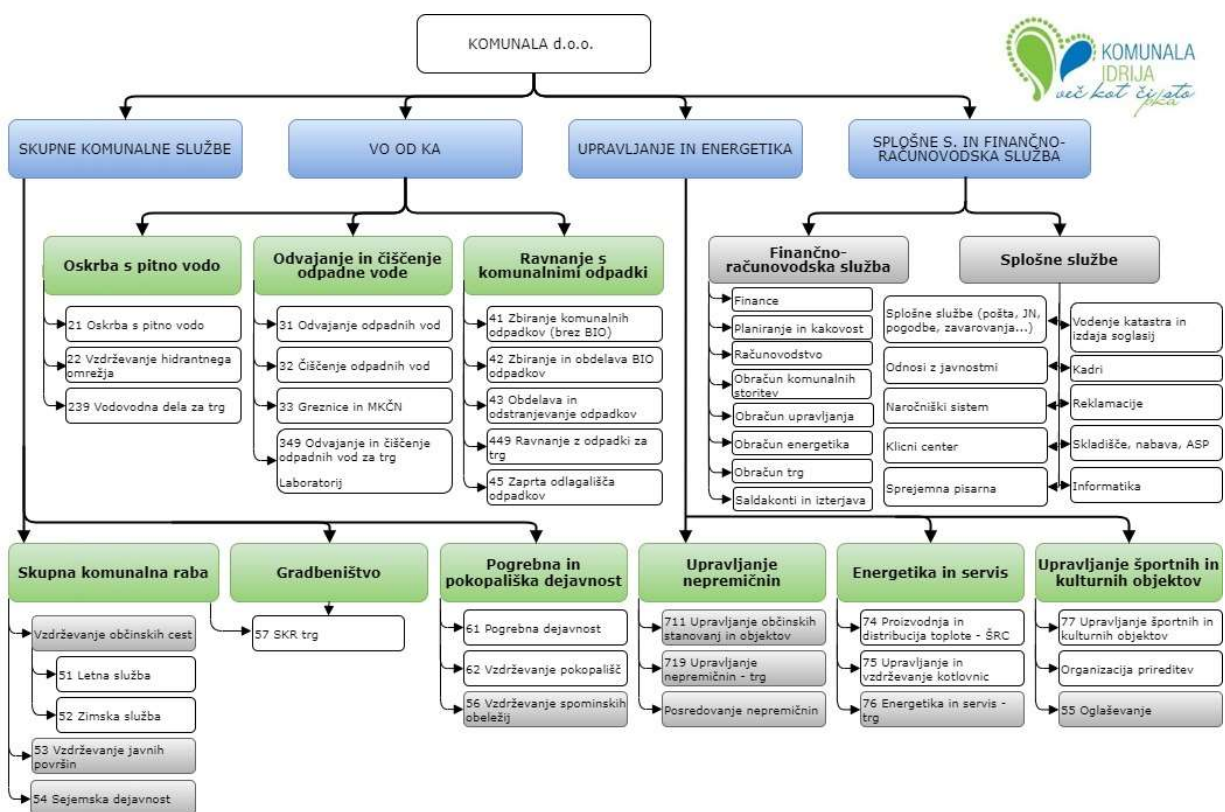 KOMUNALA d.o.o.
KOMUNALA
IDRIJA
več kot čisto
pka
SKUPNE KOMUNALNE SLUŽBE
VO OD KA
UPRAVLJANJE IN ENERGETIKA
SPLOŠNE S. IN FINANČNO-
RAČUNOVODSKA SLUŽBA
Oskrba s pitno vodo
21 Oskrba s pitno vodo
22 Vzdrževanje hidrantnega
omrežja
239 Vodovodna dela za trg
Odvajanje in čiščenje
odpadne vode
31 Odvajanje odpadnih vod
32 Čiščenje odpadnih vod
33 Greznice in MKČN
349 Odvajanje in čiščenje
odpadnih vod za trg
Laboratorij
Ravnanje s
komunalnimi odpadki
41 Zbiranje komunalnih
odpadkov (brez BIO)
42 Zbiranje in obdelava BIO
odpadkov
43 Obdelava in
odstranjevanje odpadkov
449 Ravnanje z odpadki za
trg
45 Zaprta odlagališča
odpadkov
Finančno-
računovodska služba
Finance
Planiranje in kakovost
Računovodstvo
Obračun komunalnih
storitev
Obračun upravljanja
Obračun energetika
Obračun trg
Saldakonti in izterjava
Splošne službe
Splošne službe (pošta, JN,
pogodbe, zavarovanja...)
Odnosi z javnostmi
Naročniški sistem
Klicni center
Sprejemna pisarna
Vodenje katastra in
izdaja soglasij
Kadri
Reklamacije
Skladišče, nabava, ASP
Informatika
Skupna komunalna raba
Vzdrževanje občinskih cest
51 Letna služba
52 Zimska služba
53 Vzdrževanje javnih
površin
54 Sejemska dejavnost
Gradbeništvo
57 SKR trg
Pogrebna in
pokopališka dejavnost
61 Pogrebna dejavnost
62 Vzdrževanje pokopališč
56 Vzdrževanje spominskih
obeležij
Upravljanje
nepremičnin
711 Upravljanje občinskih
stanovanj in objektov
719 Upravljanje
nepremičnin - trg
Posredovanje nepremičnin
Energetika in servis
74 Proizvodnja in
distribucija toplote - ŠRC
75 Upravljanje in
vzdrževanje kotlovnic
76 Energetika in servis -
trg
Upravljanje športnih in
kulturnih objektov
77 Upravljanje športnih in
kulturnih objektov
Organizacija prireditev
55 Oglaševanje